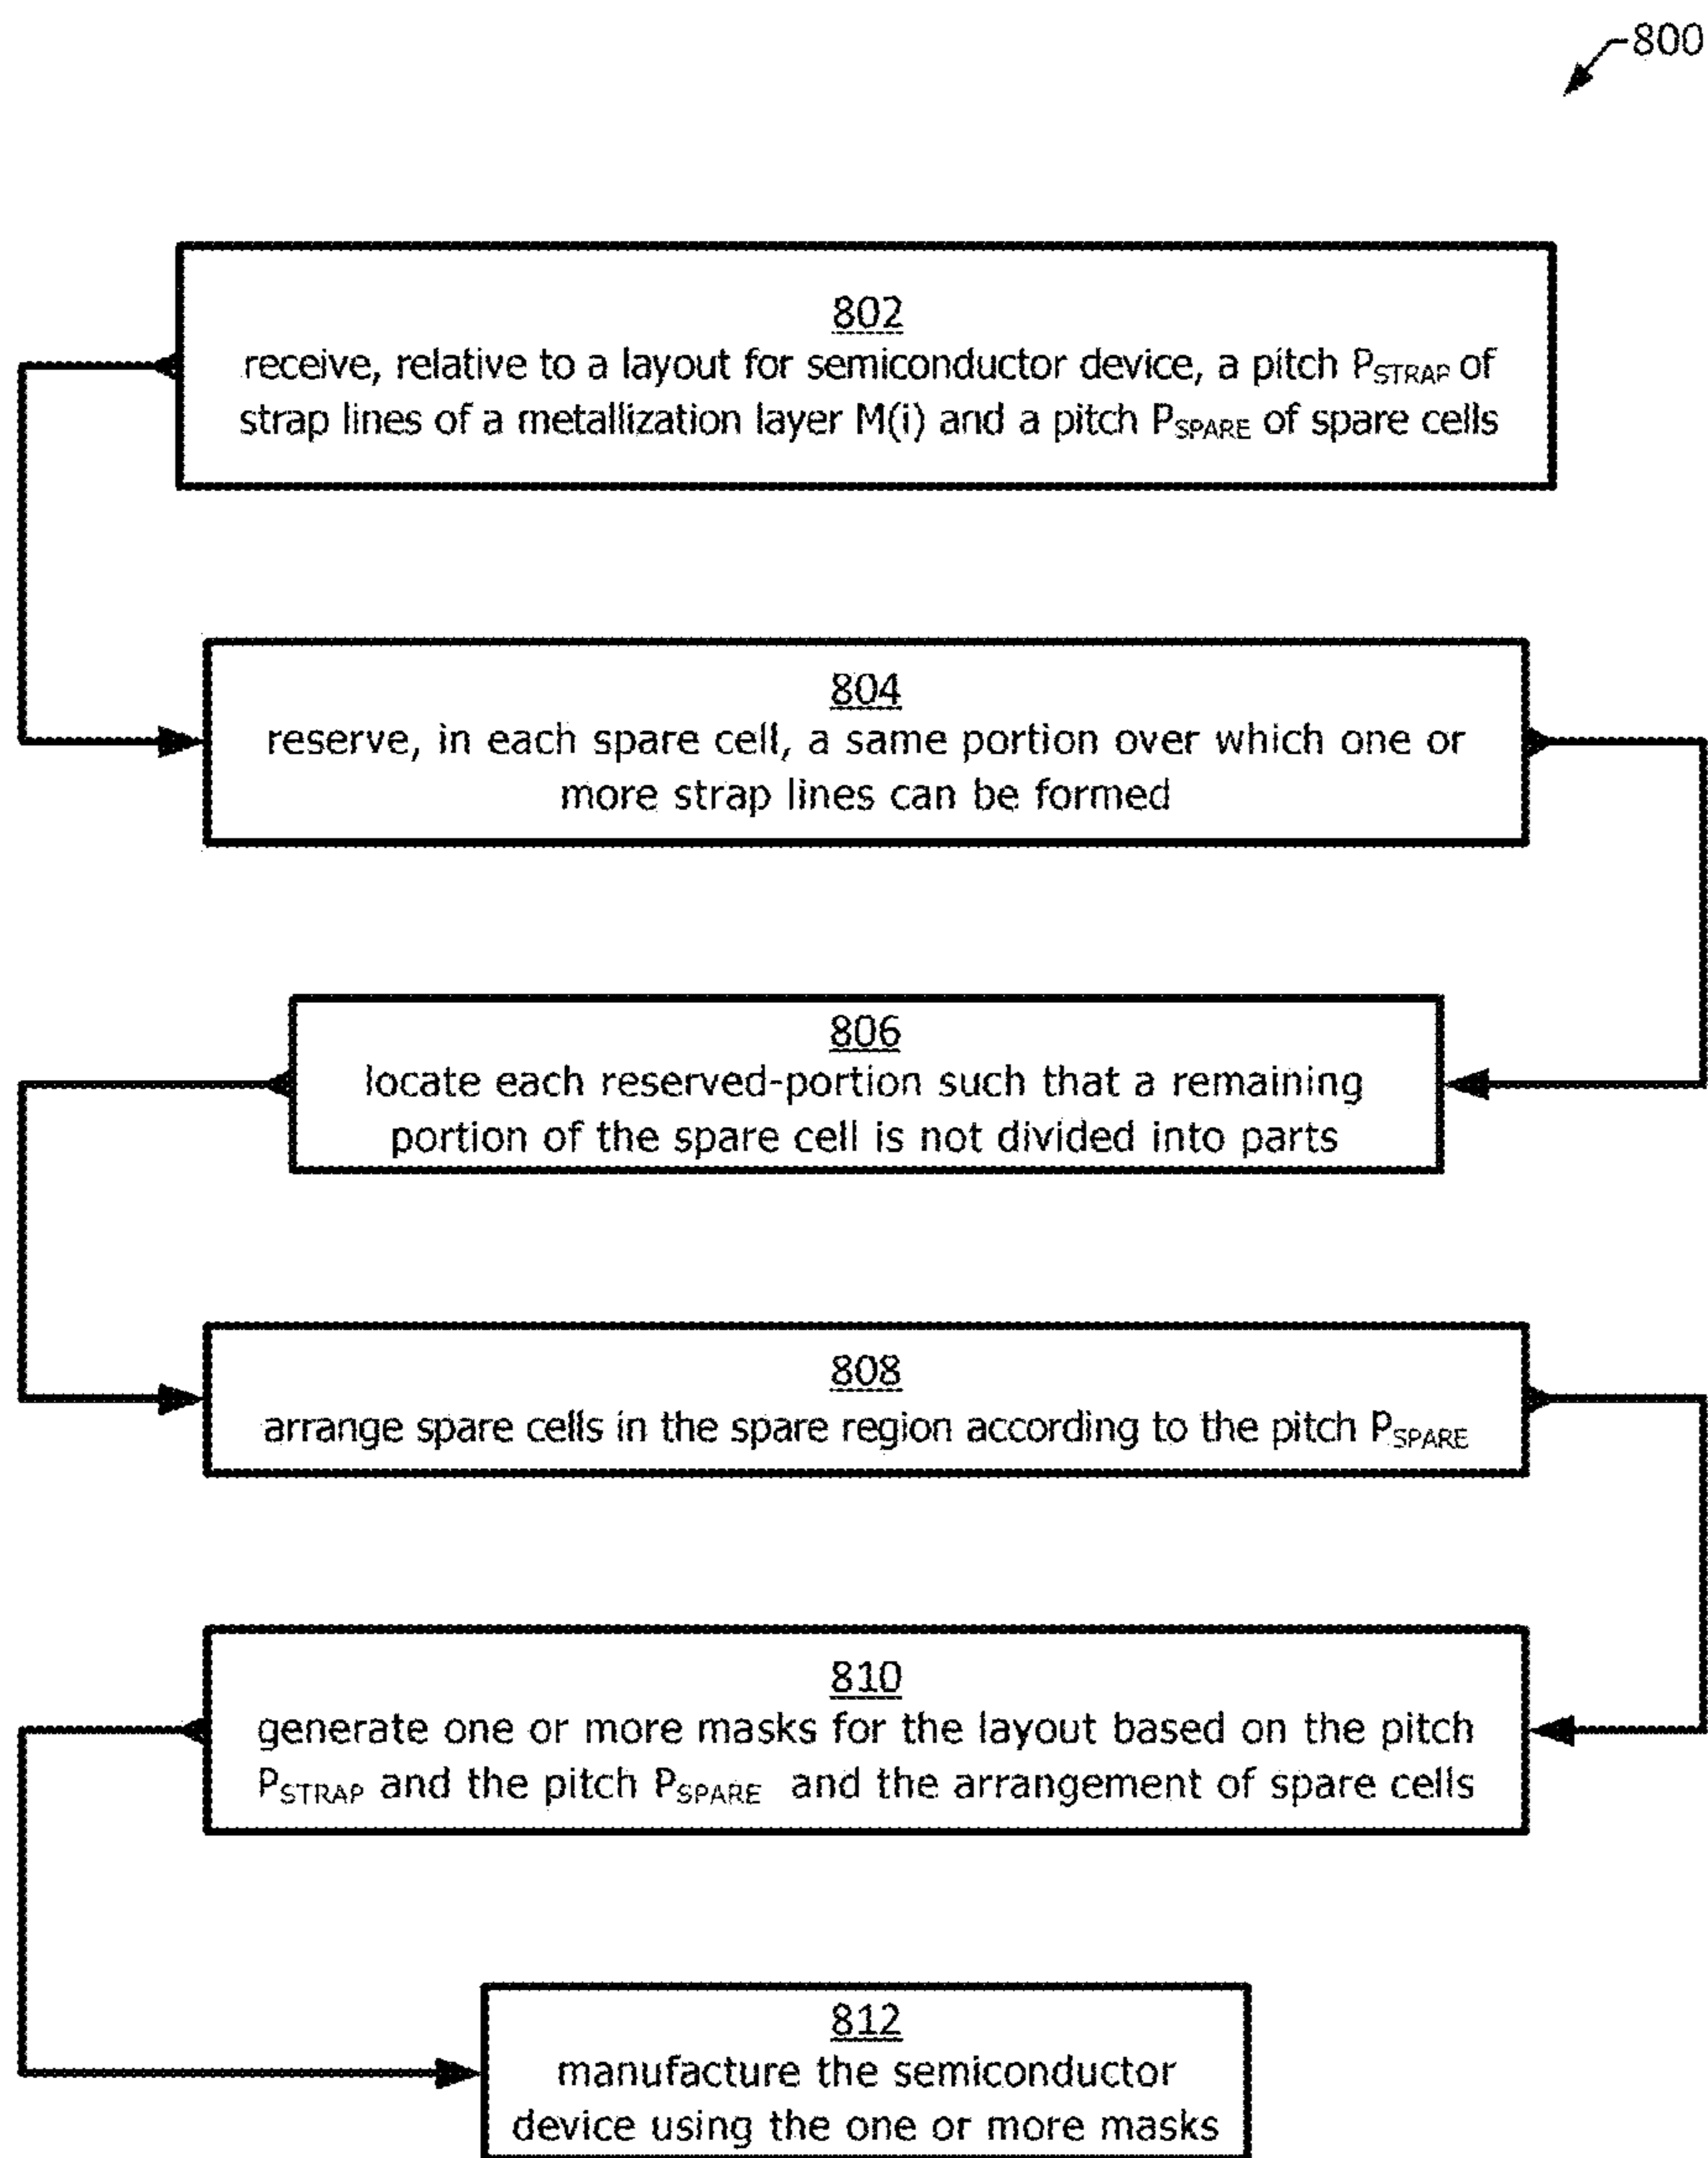 800
802
receive, relative to a layout for semiconductor device, a pitch P_STRAP of
strap lines of a metallization layer M(i) and a pitch P_SPARE of spare cells
804
reserve, in each spare cell, a same portion over which one or
more strap lines can be formed
806
locate each reserved-portion such that a remaining
portion of the spare cell is not divided into parts
808
arrange spare cells in the spare region according to the pitch P_SPARE
810
generate one or more masks for the layout based on the pitch
P_STRAP and the pitch P_SPARE and the arrangement of spare cells
812
manufacture the semiconductor
device using the one or more masks